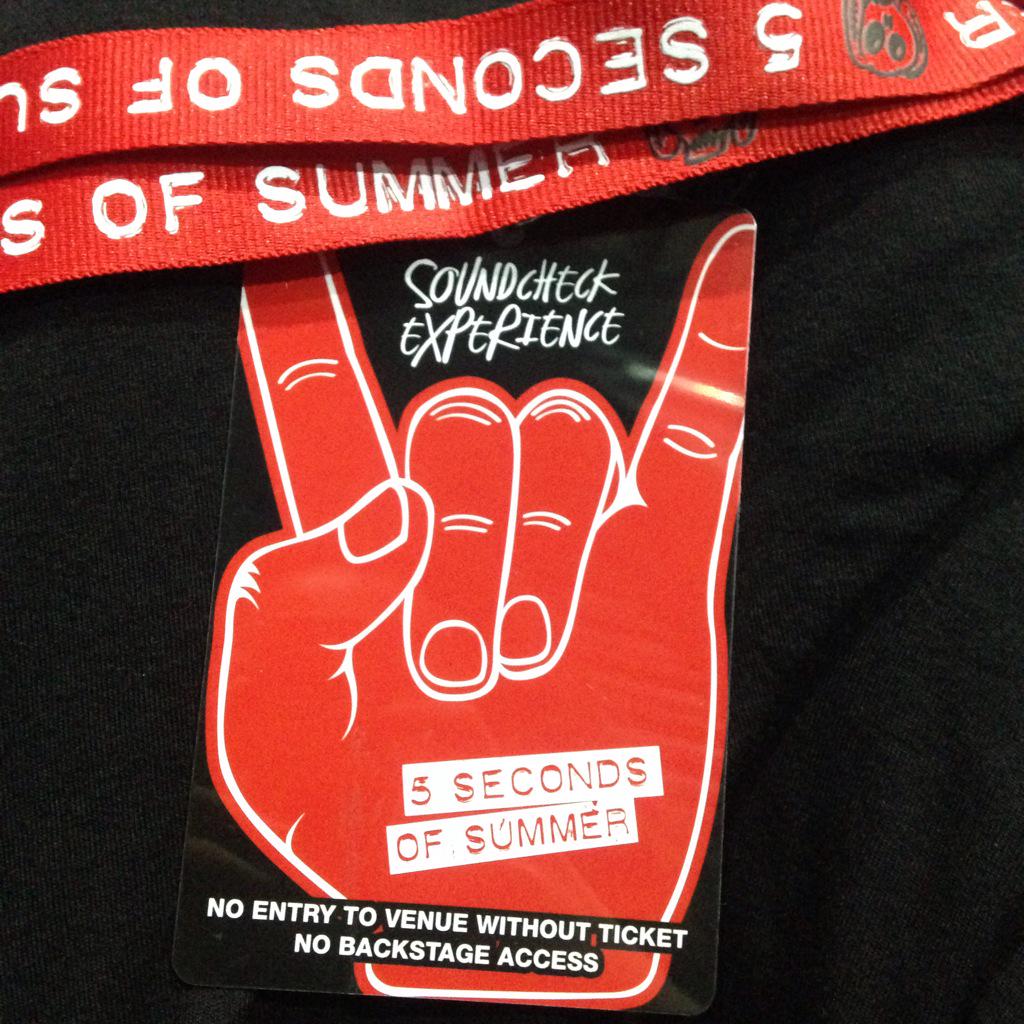 5 SECONDS OF SU
S OF SUMMER
SOUNDCHECK
EXPERIENCE
5 SECONDS
OF SUMMER
NO ENTRY TO VENUE WITHOUT TICKET
NO BACKSTAGE ACCESS